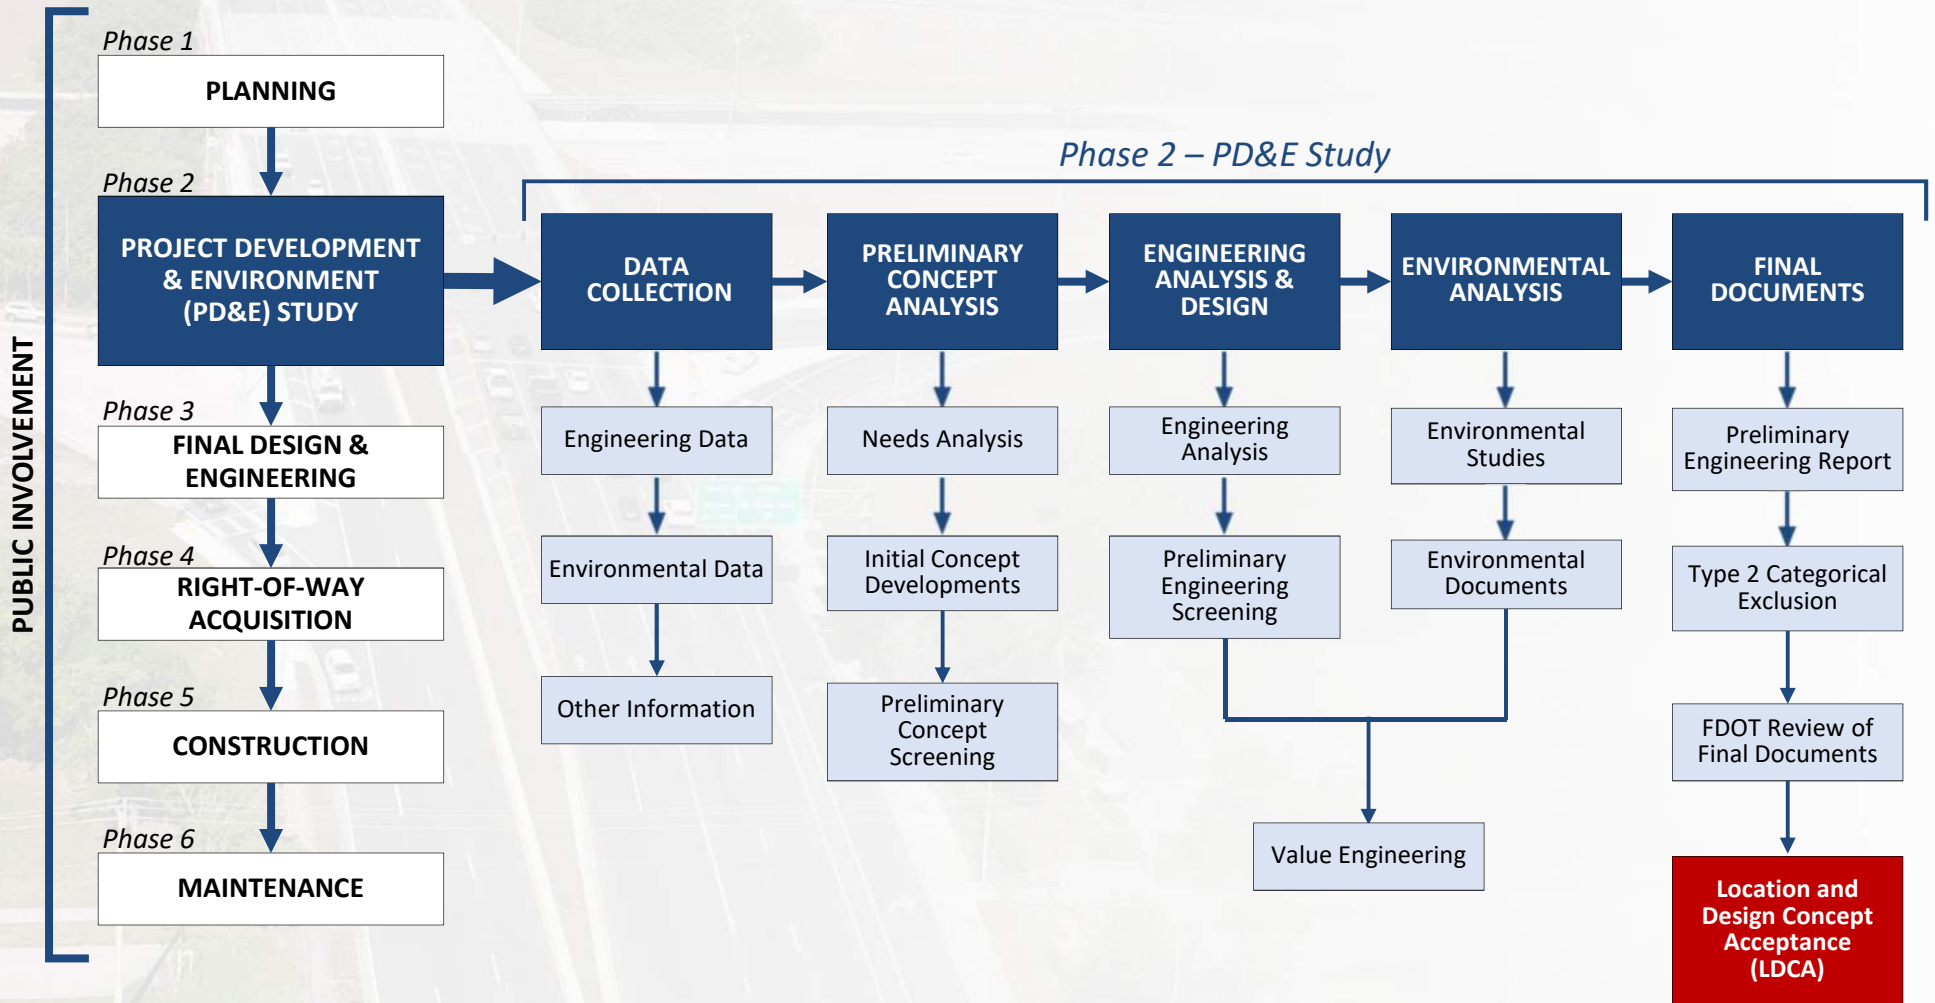 PUBLIC INVOLVEMENT
Phase 1
PLANNING
Phase 2
PROJECT DEVELOPMENT
& ENVIRONMENT
(PD&E) STUDY
Phase 3
FINAL DESIGN &
ENGINEERING
Phase 4
RIGHT-OF-WAY
ACQUISITION
Phase 5
CONSTRUCTION
Phase 6
MAINTENANCE
Phase 2 – PD&E Study
DATA
COLLECTION
Engineering Data
Environmental Data
Other Information
PRELIMINARY
CONCEPT
ANALYSIS
Needs Analysis
Initial Concept
Developments
Preliminary
Concept
Screening
ENGINEERING
ANALYSIS &
DESIGN
Engineering
Analysis
Preliminary
Engineering
Screening
ENVIRONMENTAL
ANALYSIS
Environmental
Studies
Environmental
Documents
Value Engineering
FINAL
DOCUMENTS
Preliminary
Engineering Report
Type 2 Categorical
Exclusion
FDOT Review of
Final Documents
Location and
Design Concept
Acceptance
(LDCA)